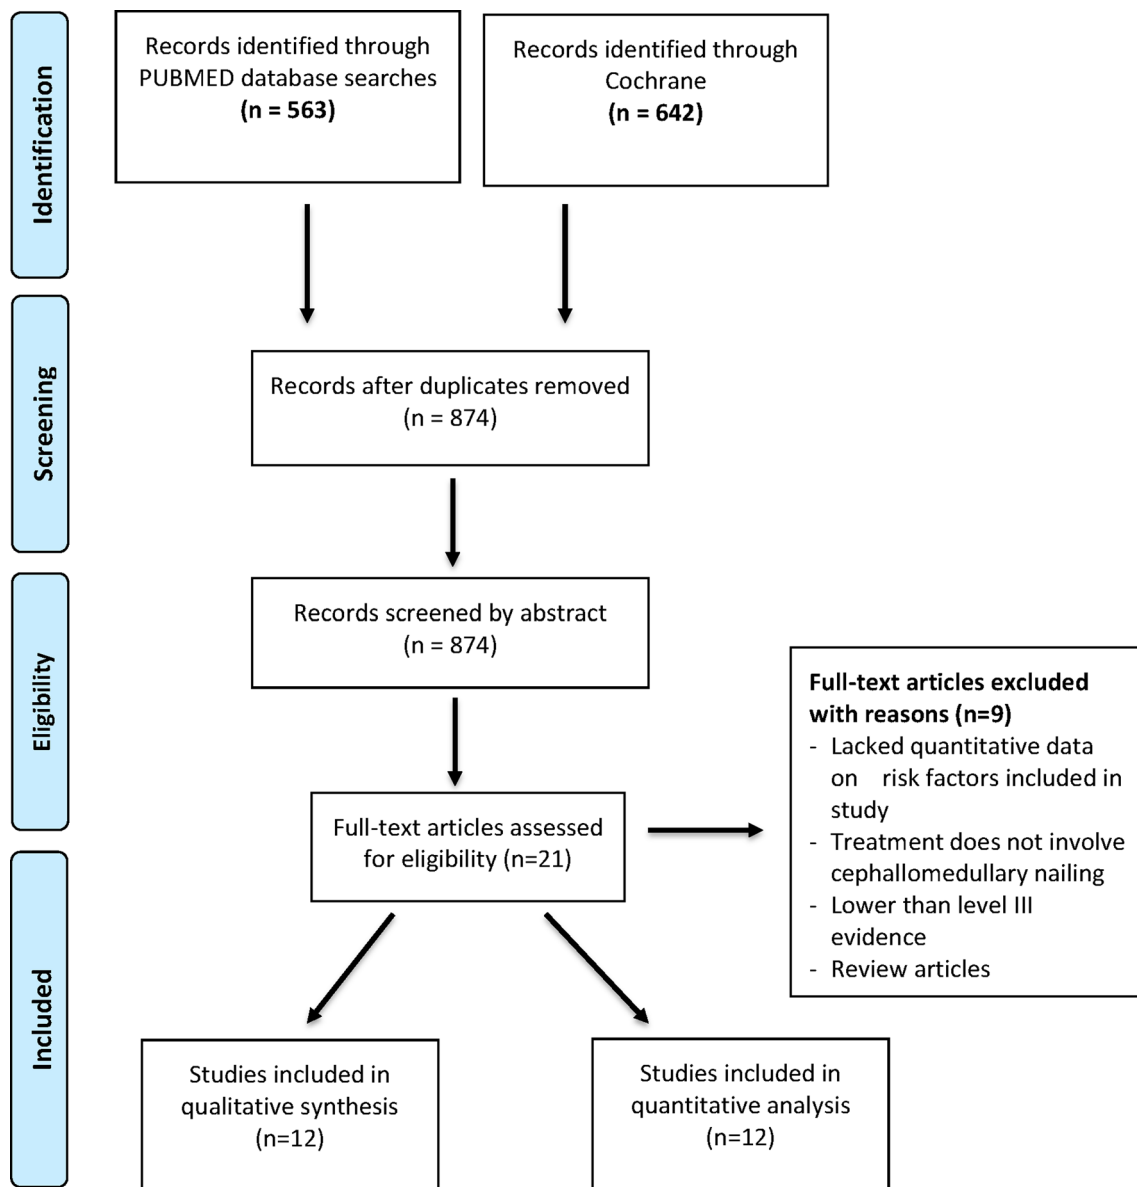 Identification
Records identified through
PUBMED database searches
(n = 563)
Records identified through
Cochrane
(n = 642)
Screening
Records after duplicates removed
(n = 874)
Eligibility
Records screened by abstract
(n = 874)
Full-text articles assessed
for eligibility (n=21)
Full-text articles excluded
with reasons (n=9)
- Lacked quantitative data
on risk factors included in
study
- Treatment does not involve
cephallomedullary nailing
- Lower than level III
evidence
- Review articles
Included
Studies included in
qualitative synthesis
(n=12)
Studies included in
quantitative analysis
(n=12)